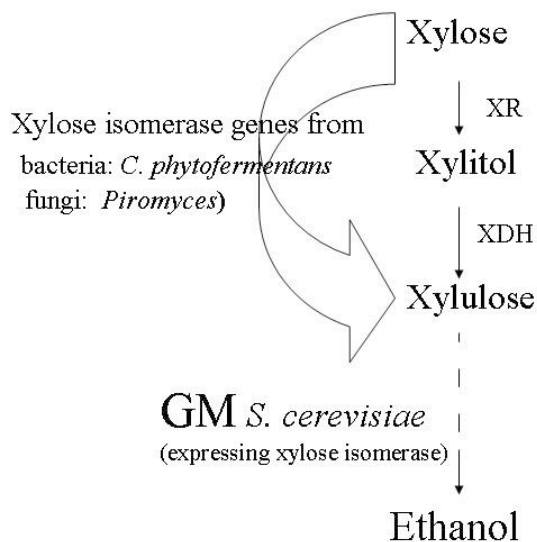 Xylose
XR
Xylose isomerase genes from
bacteria: C. phytofermentans
fungi: Piromyces)
Xylitol
XDH
Xylulose
GM S. cerevisiae
(expressing xylose isomerase)
Ethanol